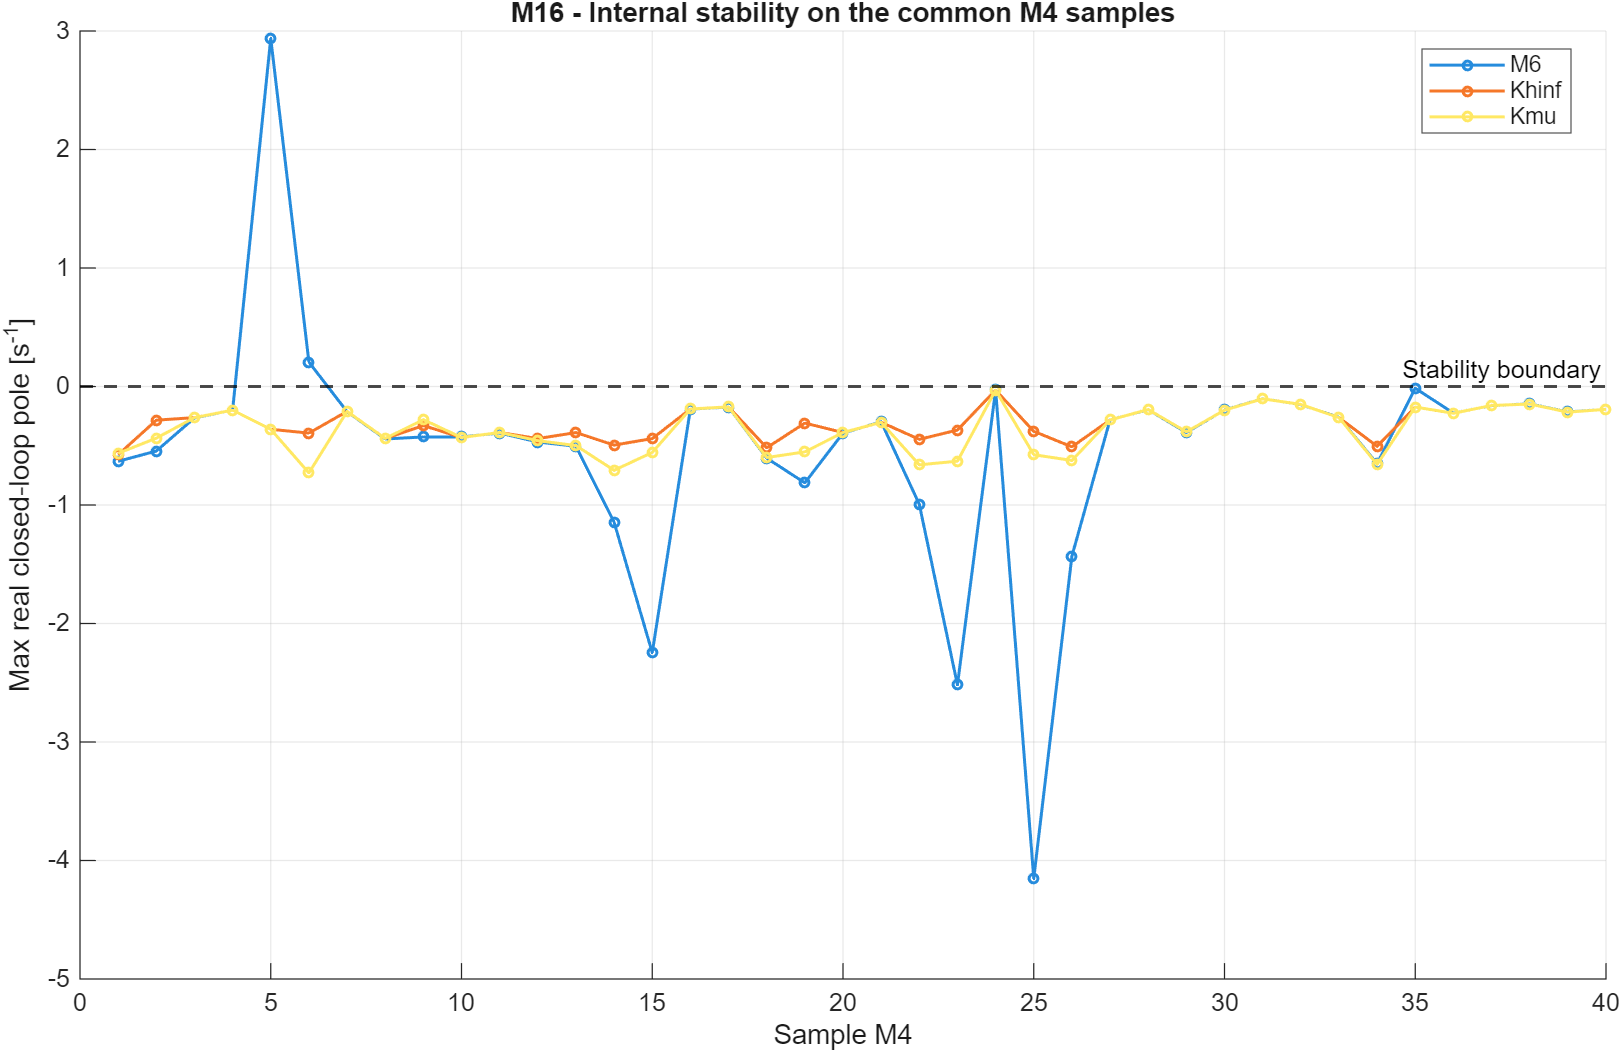 M16 - Internal stability on the common M4 samples
3
2
1
0
-1
-2
-3
-4
-5
Max real closed-loop pole [s⁻¹]
M6
Khinf
Kmu
Stability boundary
0 5 10 15 20 25 30 35 40
Sample M4